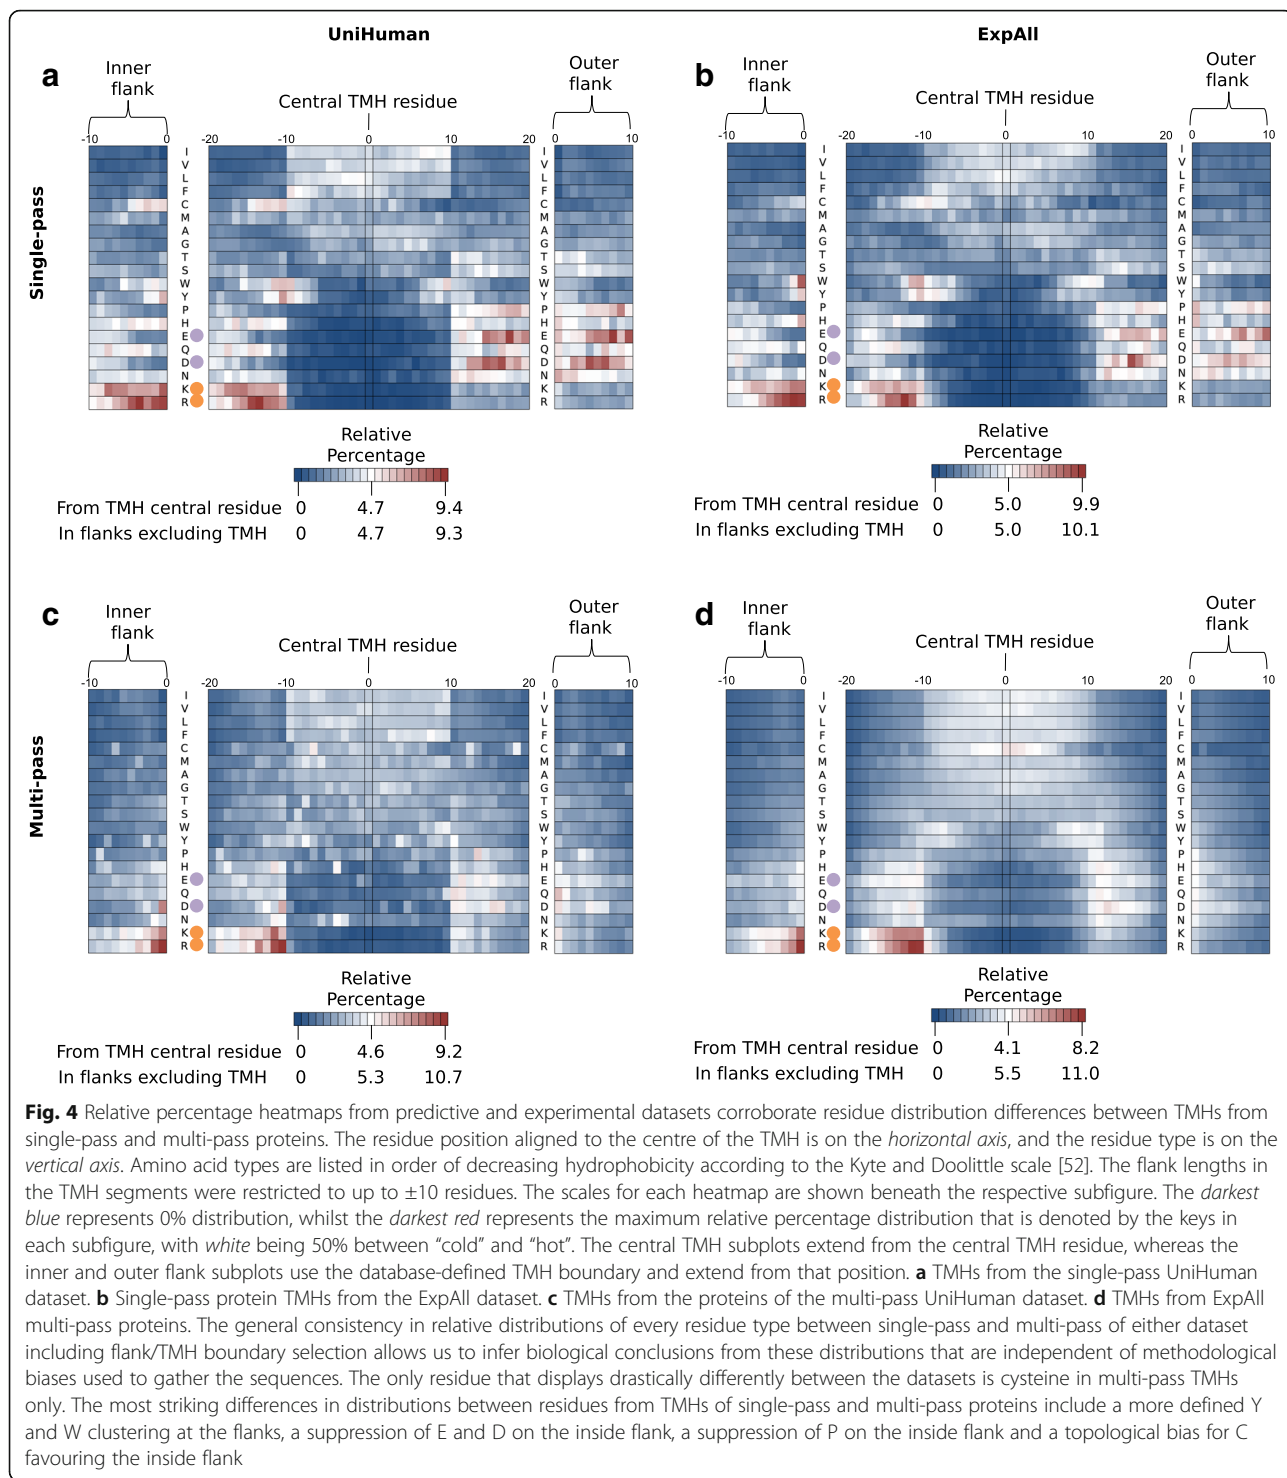 UniHuman
ExpAll
Single-pass
Multi-pass
a
Inner
flank
Central TMH residue
Outer
flank
-10 0 -20 -10 0 10 20 0 10
I I
V V
L L
F F
C C
M M
A A
G G
T T
S S
W W
Y Y
P P
H H
E E
Q Q
D D
N N
K K
R R
Relative
Percentage
From TMH central residue 0 4.7 9.4
In flanks excluding TMH 0 4.7 9.3
b
Inner
flank
Central TMH residue
Outer
flank
-10 0 -20 -10 0 10 20 0 10
I I
V V
L L
F F
C C
M M
A A
G G
T T
S S
W W
Y Y
P P
H H
E E
Q Q
D D
N N
K K
R R
Relative
Percentage
From TMH central residue 0 5.0 9.9
In flanks excluding TMH 0 5.0 10.1
c
Inner
flank
Central TMH residue
Outer
flank
-10 0 -20 -10 0 10 20 0 10
I I
V V
L L
F F
C C
M M
A A
G G
T T
S S
W W
Y Y
P P
H H
E E
Q Q
D D
N N
K K
R R
Relative
Percentage
From TMH central residue 0 4.6 9.2
In flanks excluding TMH 0 5.3 10.7
d
Inner
flank
Central TMH residue
Outer
flank
-10 0 -20 -10 0 10 20 0 10
I I
V V
L L
F F
C C
M M
A A
G G
T T
S S
W W
Y Y
P P
H H
E E
Q Q
D D
N N
K K
R R
Relative
Percentage
From TMH central residue 0 4.1 8.2
In flanks excluding TMH 0 5.5 11.0
Fig. 4 Relative percentage heatmaps from predictive and experimental datasets corroborate residue distribution differences between TMHs from
single-pass and multi-pass proteins. The residue position aligned to the centre of the TMH is on the horizontal axis, and the residue type is on the
vertical axis. Amino acid types are listed in order of decreasing hydrophobicity according to the Kyte and Doolittle scale [52]. The flank lengths in
the TMH segments were restricted to up to ±10 residues. The scales for each heatmap are shown beneath the respective subfigure. The darkest
blue represents 0% distribution, whilst the darkest red represents the maximum relative percentage distribution that is denoted by the keys in
each subfigure, with white being 50% between “cold” and “hot”. The central TMH subplots extend from the central TMH residue, whereas the
inner and outer flank subplots use the database-defined TMH boundary and extend from that position. a TMHs from the single-pass UniHuman
dataset. b Single-pass protein TMHs from the ExpAll dataset. c TMHs from the proteins of the multi-pass UniHuman dataset. d TMHs from ExpAll
multi-pass proteins. The general consistency in relative distributions of every residue type between single-pass and multi-pass of either dataset
including flank/TMH boundary selection allows us to infer biological conclusions from these distributions that are independent of methodological
biases used to gather the sequences. The only residue that displays drastically differently between the datasets is cysteine in multi-pass TMHs
only. The most striking differences in distributions between residues from TMHs of single-pass and multi-pass proteins include a more defined Y
and W clustering at the flanks, a suppression of E and D on the inside flank, a suppression of P on the inside flank and a topological bias for C
favouring the inside flank